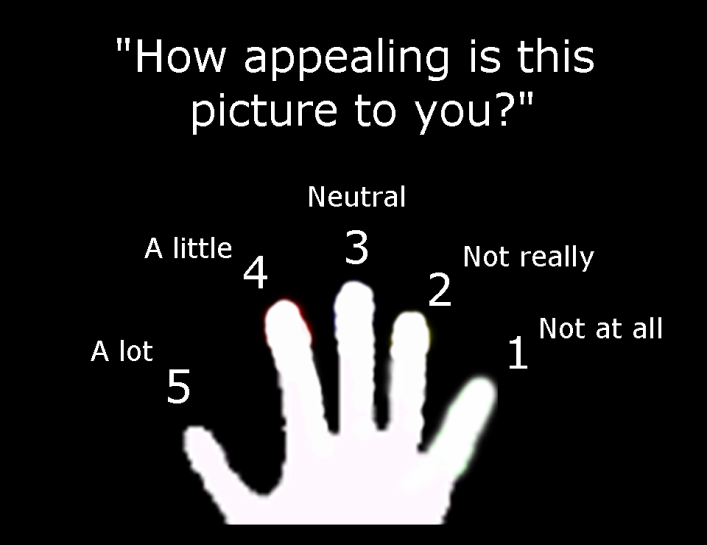 "How appealing is this
picture to you?"
Neutral
3
A little
4
Not really
2
Not at all
1
A lot
5